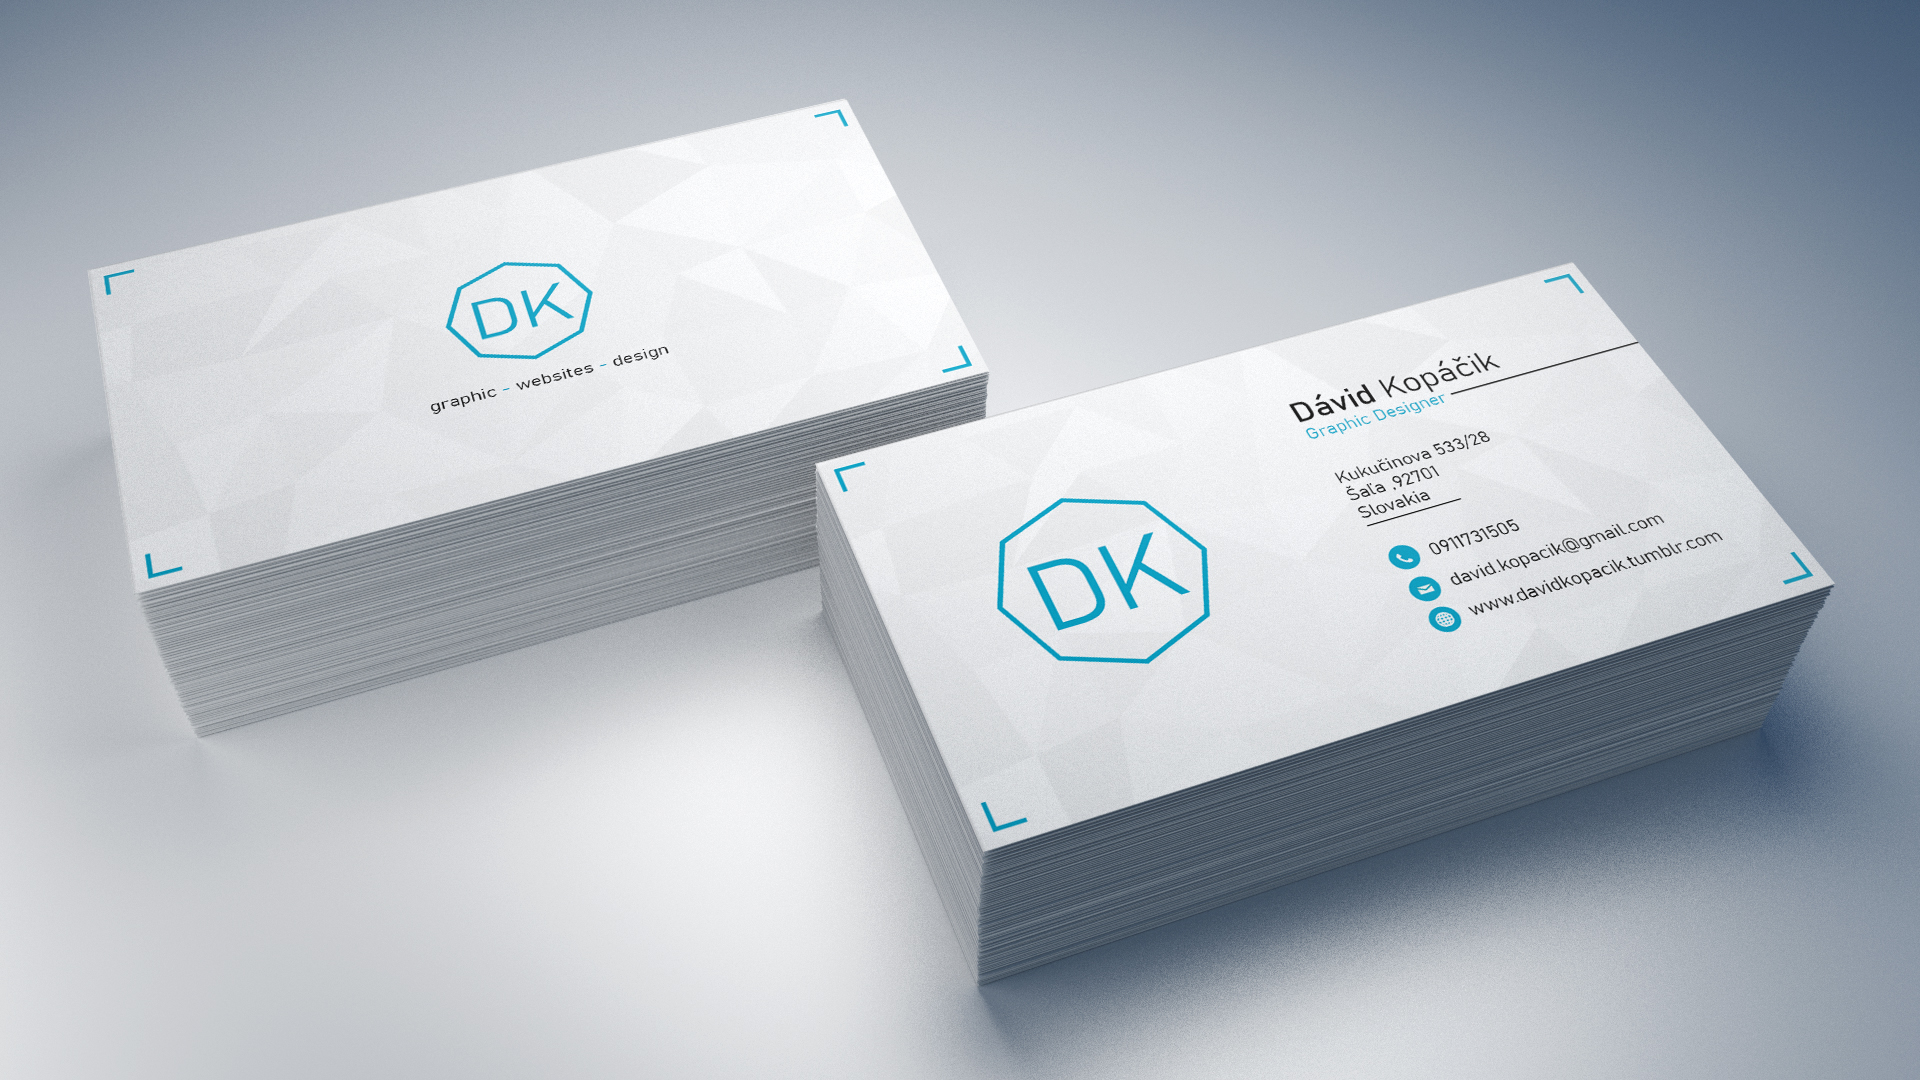 DK
graphic - websites - design
DK
Dávid Kopáčik
Graphic Designer
Kukučinova 533/28
Šaľa ,92701
Slovakia
0911731505
david.kopacik@gmail.com
www.davidkopacik.tumblr.com